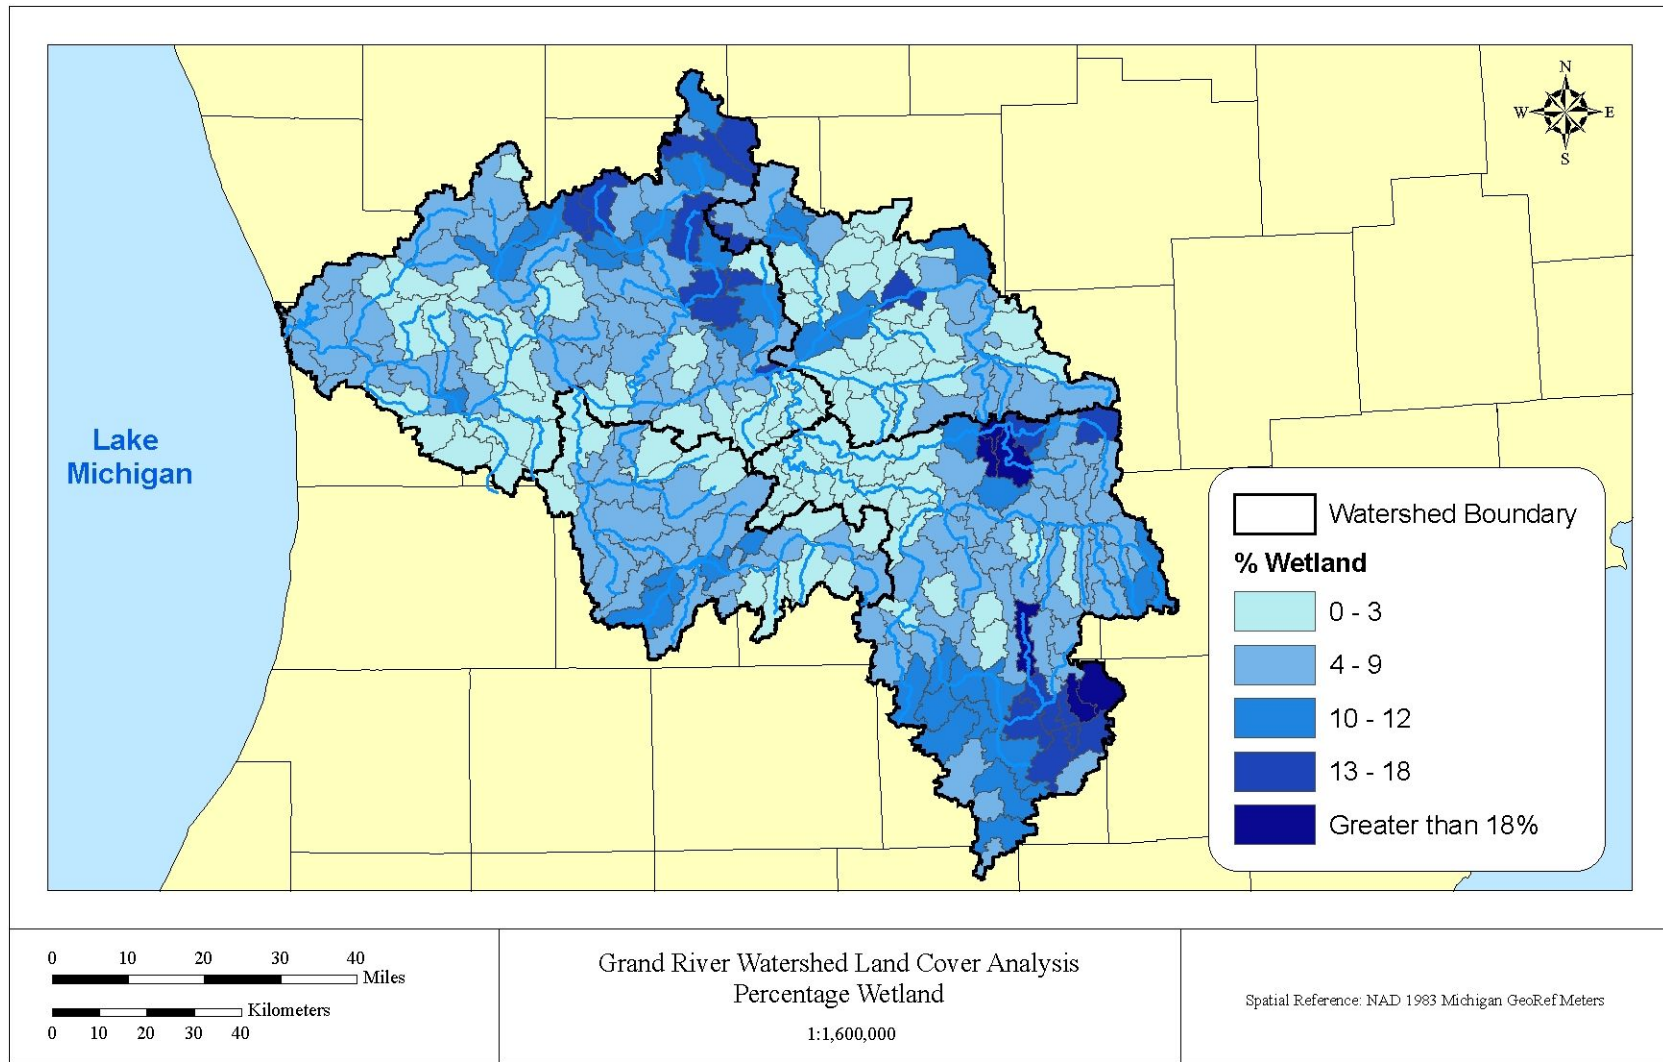 N
W E
S
Lake
Michigan
Watershed Boundary
% Wetland
0 - 3
4 - 9
10 - 12
13 - 18
Greater than 18%
0 10 20 30 40
Miles
Kilometers
0 10 20 30 40
Grand River Watershed Land Cover Analysis
Percentage Wetland
1:1,600,000
Spatial Reference: NAD 1983 Michigan GeoRef Meters